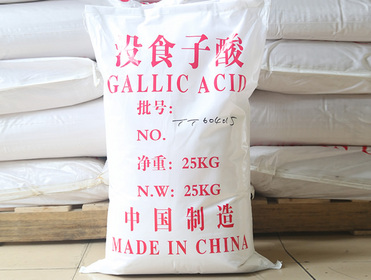 没食子酸
GALLIC ACID
批号：
NO.
净重：25KG
N.W：25KG
中国制造
MADE IN CHINA